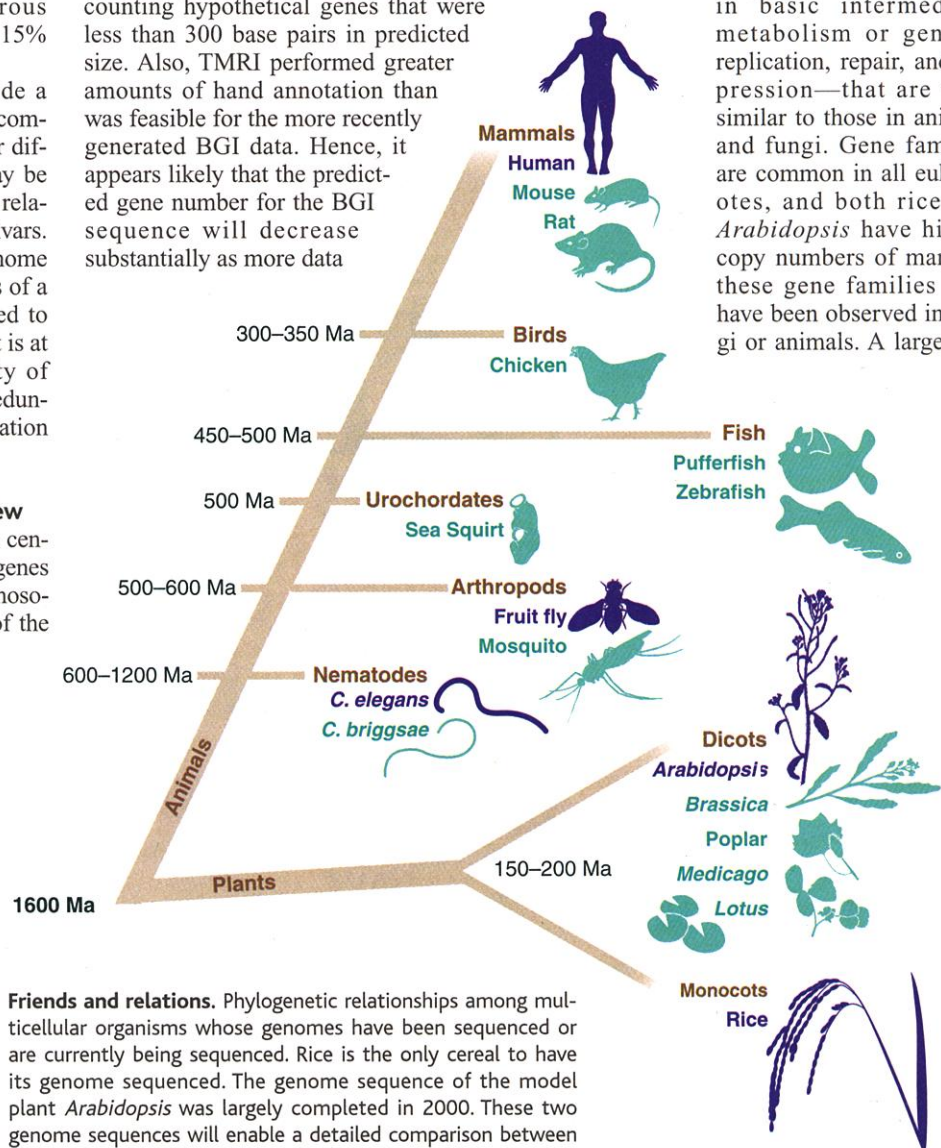 rous
15%
de a
com-
r dif-
ay be
rela-
vars.
nome
s of a
ed to
t is at
ty of
edun-
ation
ew
cen-
genes
noso-
of the
counting hypothetical genes that were
less than 300 base pairs in predicted
size. Also, TMRI performed greater
amounts of hand annotation than
was feasible for the more recently
generated BGI data. Hence, it
appears likely that the predict-
ed gene number for the BGI
sequence will decrease
substantially as more data
in basic intermed
metabolism or gen
replication, repair, and
pression—that are
similar to those in ani
and fungi. Gene fam
are common in all euk
otes, and both rice
Arabidopsis have hi
copy numbers of mar
these gene families
have been observed in
gi or animals. A large
Mammals
Human
Mouse
Rat
300–350 Ma
Birds
Chicken
450–500 Ma
Fish
Pufferfish
Zebrafish
500 Ma
Urochordates
Sea Squirt
500–600 Ma
Arthropods
Fruit fly
Mosquito
600–1200 Ma
Nematodes
C. elegans
C. briggsae
Animals
Dicots
Arabidopsis
Brassica
Poplar
Medicago
Lotus
150–200 Ma
Plants
1600 Ma
Monocots
Rice
Friends and relations. Phylogenetic relationships among mul-
ticellular organisms whose genomes have been sequenced or
are currently being sequenced. Rice is the only cereal to have
its genome sequenced. The genome sequence of the model
plant Arabidopsis was largely completed in 2000. These two
genome sequences will enable a detailed comparison between